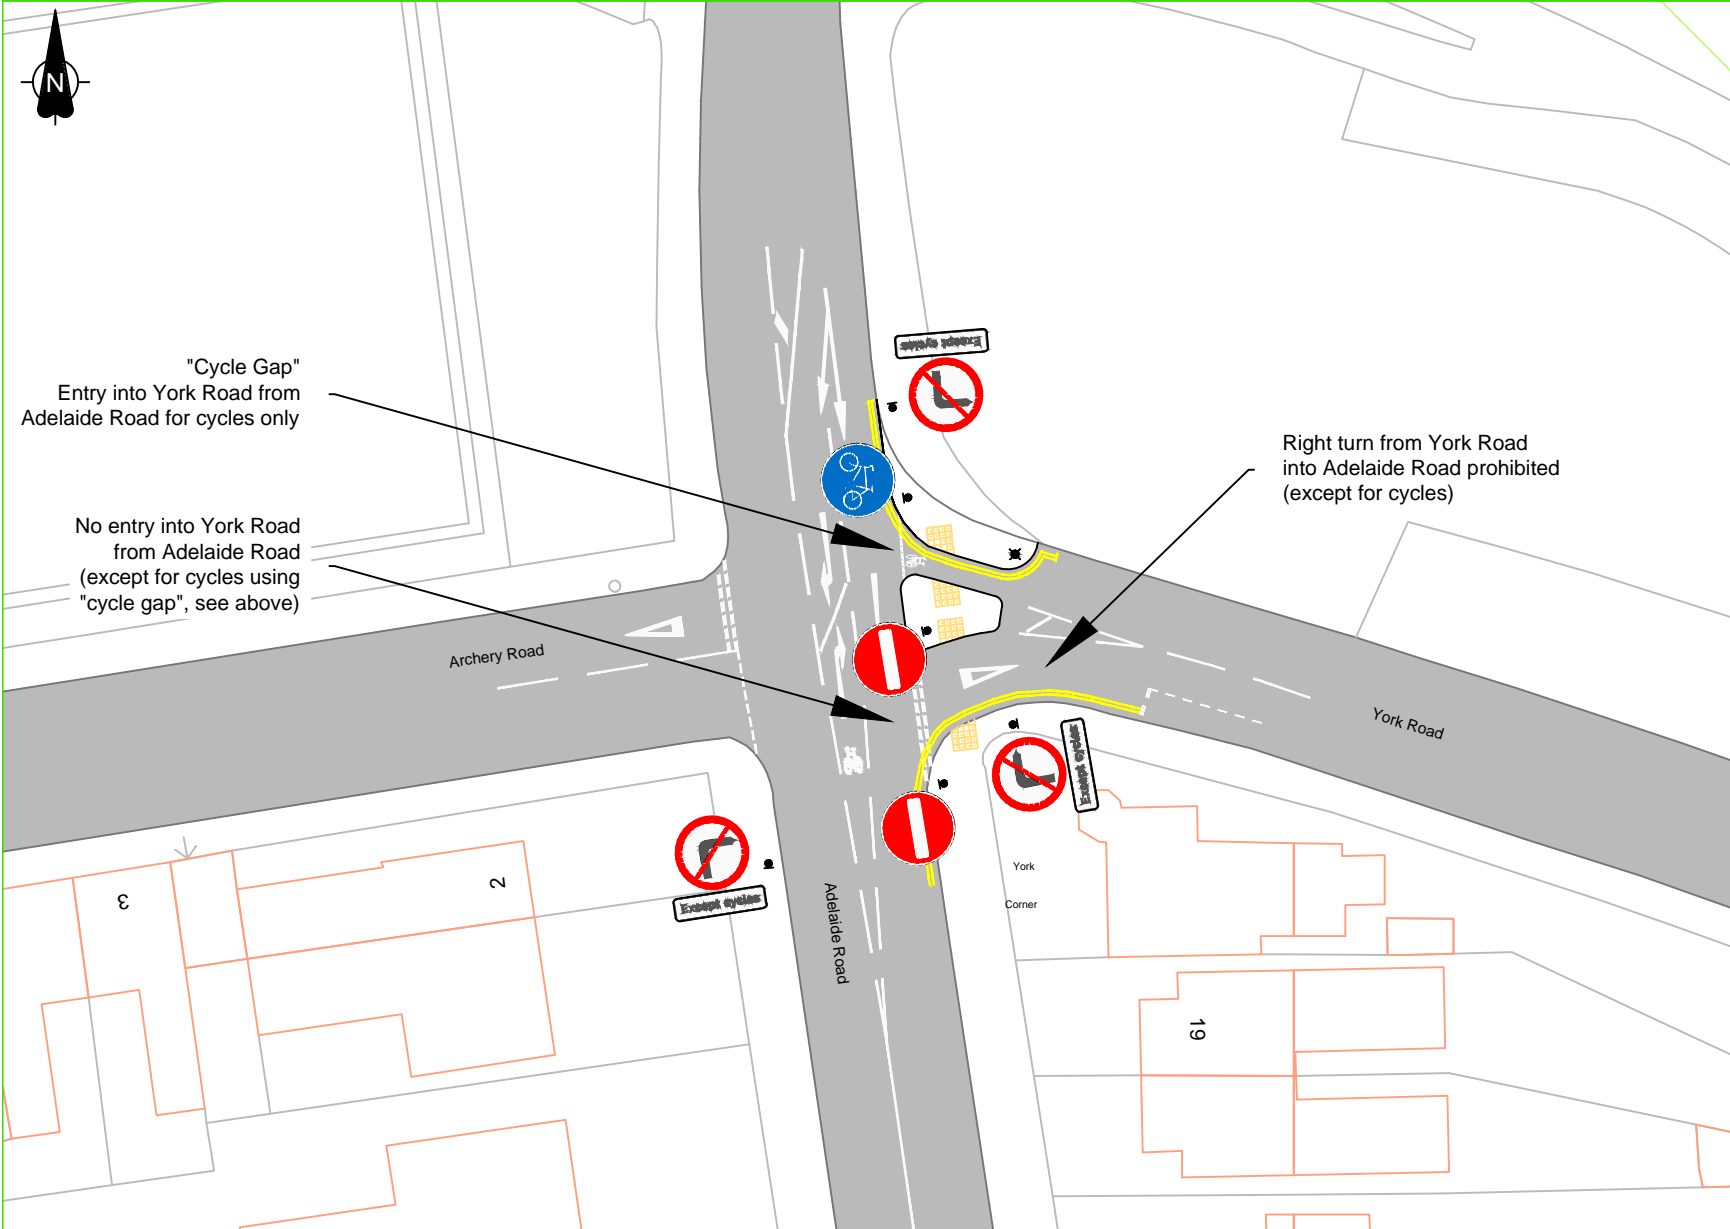 N
"Cycle Gap"
Entry into York Road from
Adelaide Road for cycles only
No entry into York Road
from Adelaide Road
(except for cycles using
"cycle gap", see above)
Except cycles
Right turn from York Road
into Adelaide Road prohibited
(except for cycles)
Archery Road
York Road
Except cycles
Except cycles
Adelaide Road
York
Corner
3
2
19